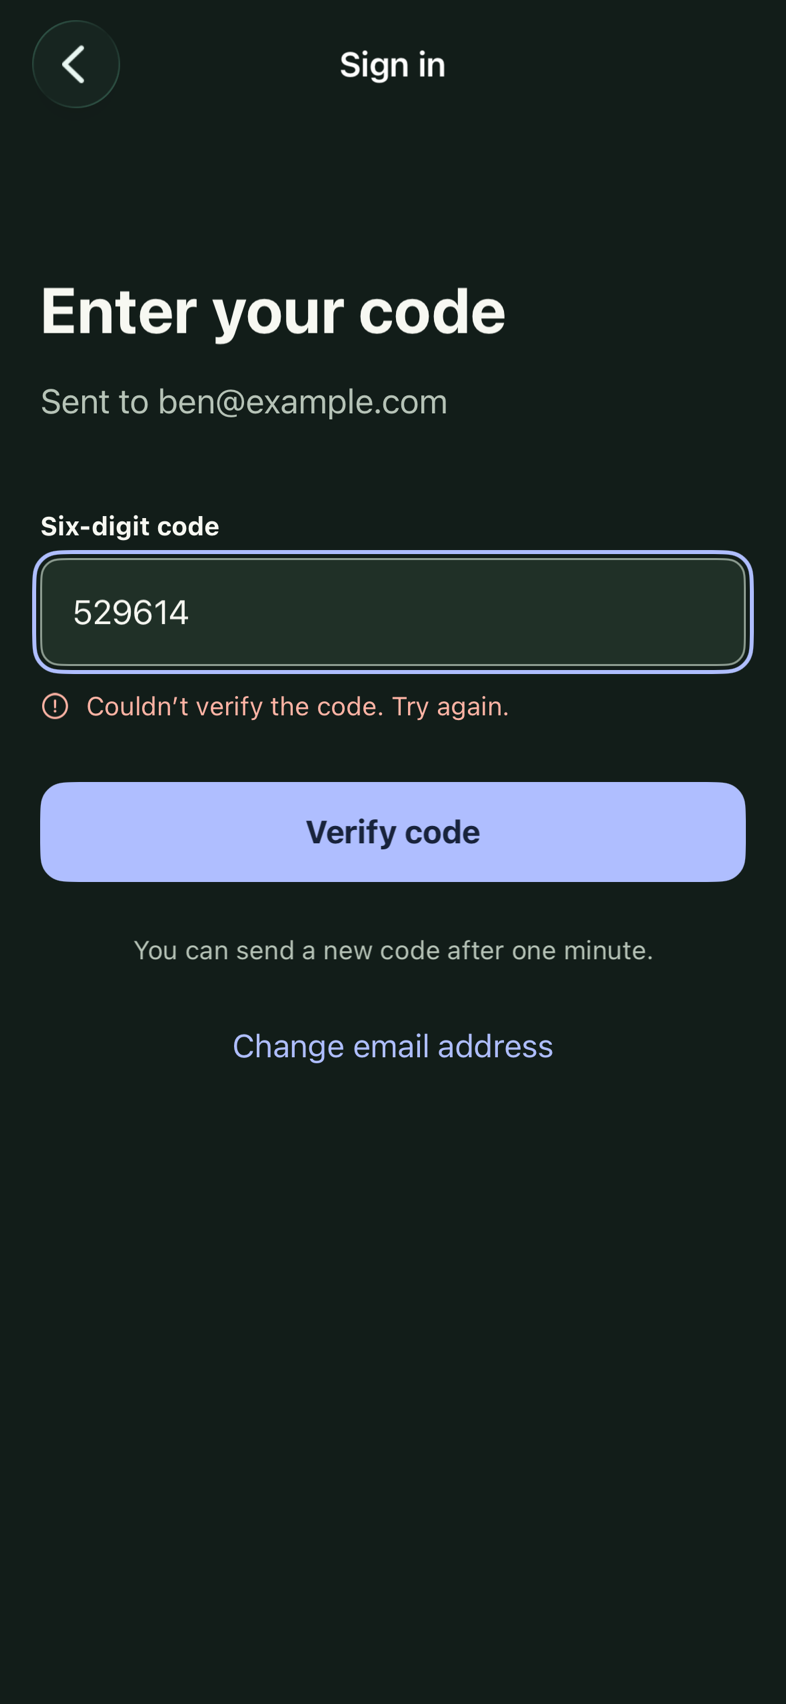 Sign in
Enter your code
Sent to ben@example.com
Six-digit code
529614
Couldn’t verify the code. Try again.
Verify code
You can send a new code after one minute.
Change email address